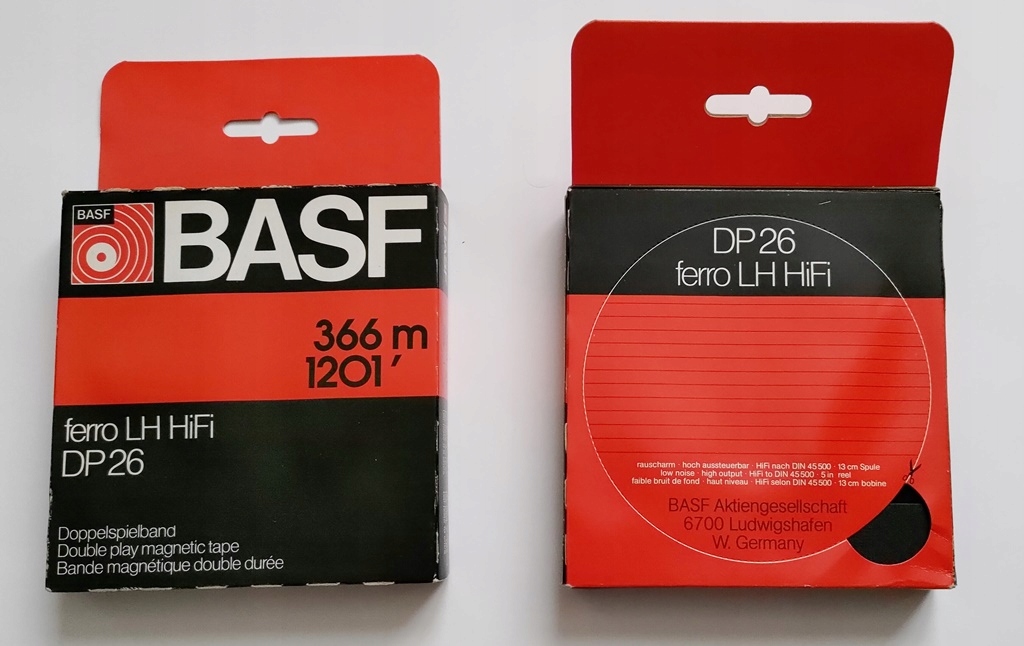 BASF
BASF
366 m
1201'
ferro LH HiFi
DP 26
Doppelspielband
Double play magnetic tape
Bande magnétique double durée
DP 26
ferro LH HiFi
rauscharm · hoch aussteuerbar · HiFi nach DIN 45 500 · 13 cm Spule
low noise · high output · HiFi to DIN 45 500 · 5 in reel
faible bruit de fond · haut niveau · HiFi selon DIN 45 500 · 13 cm bobine
BASF Aktiengesellschaft
6700 Ludwigshafen
W. Germany